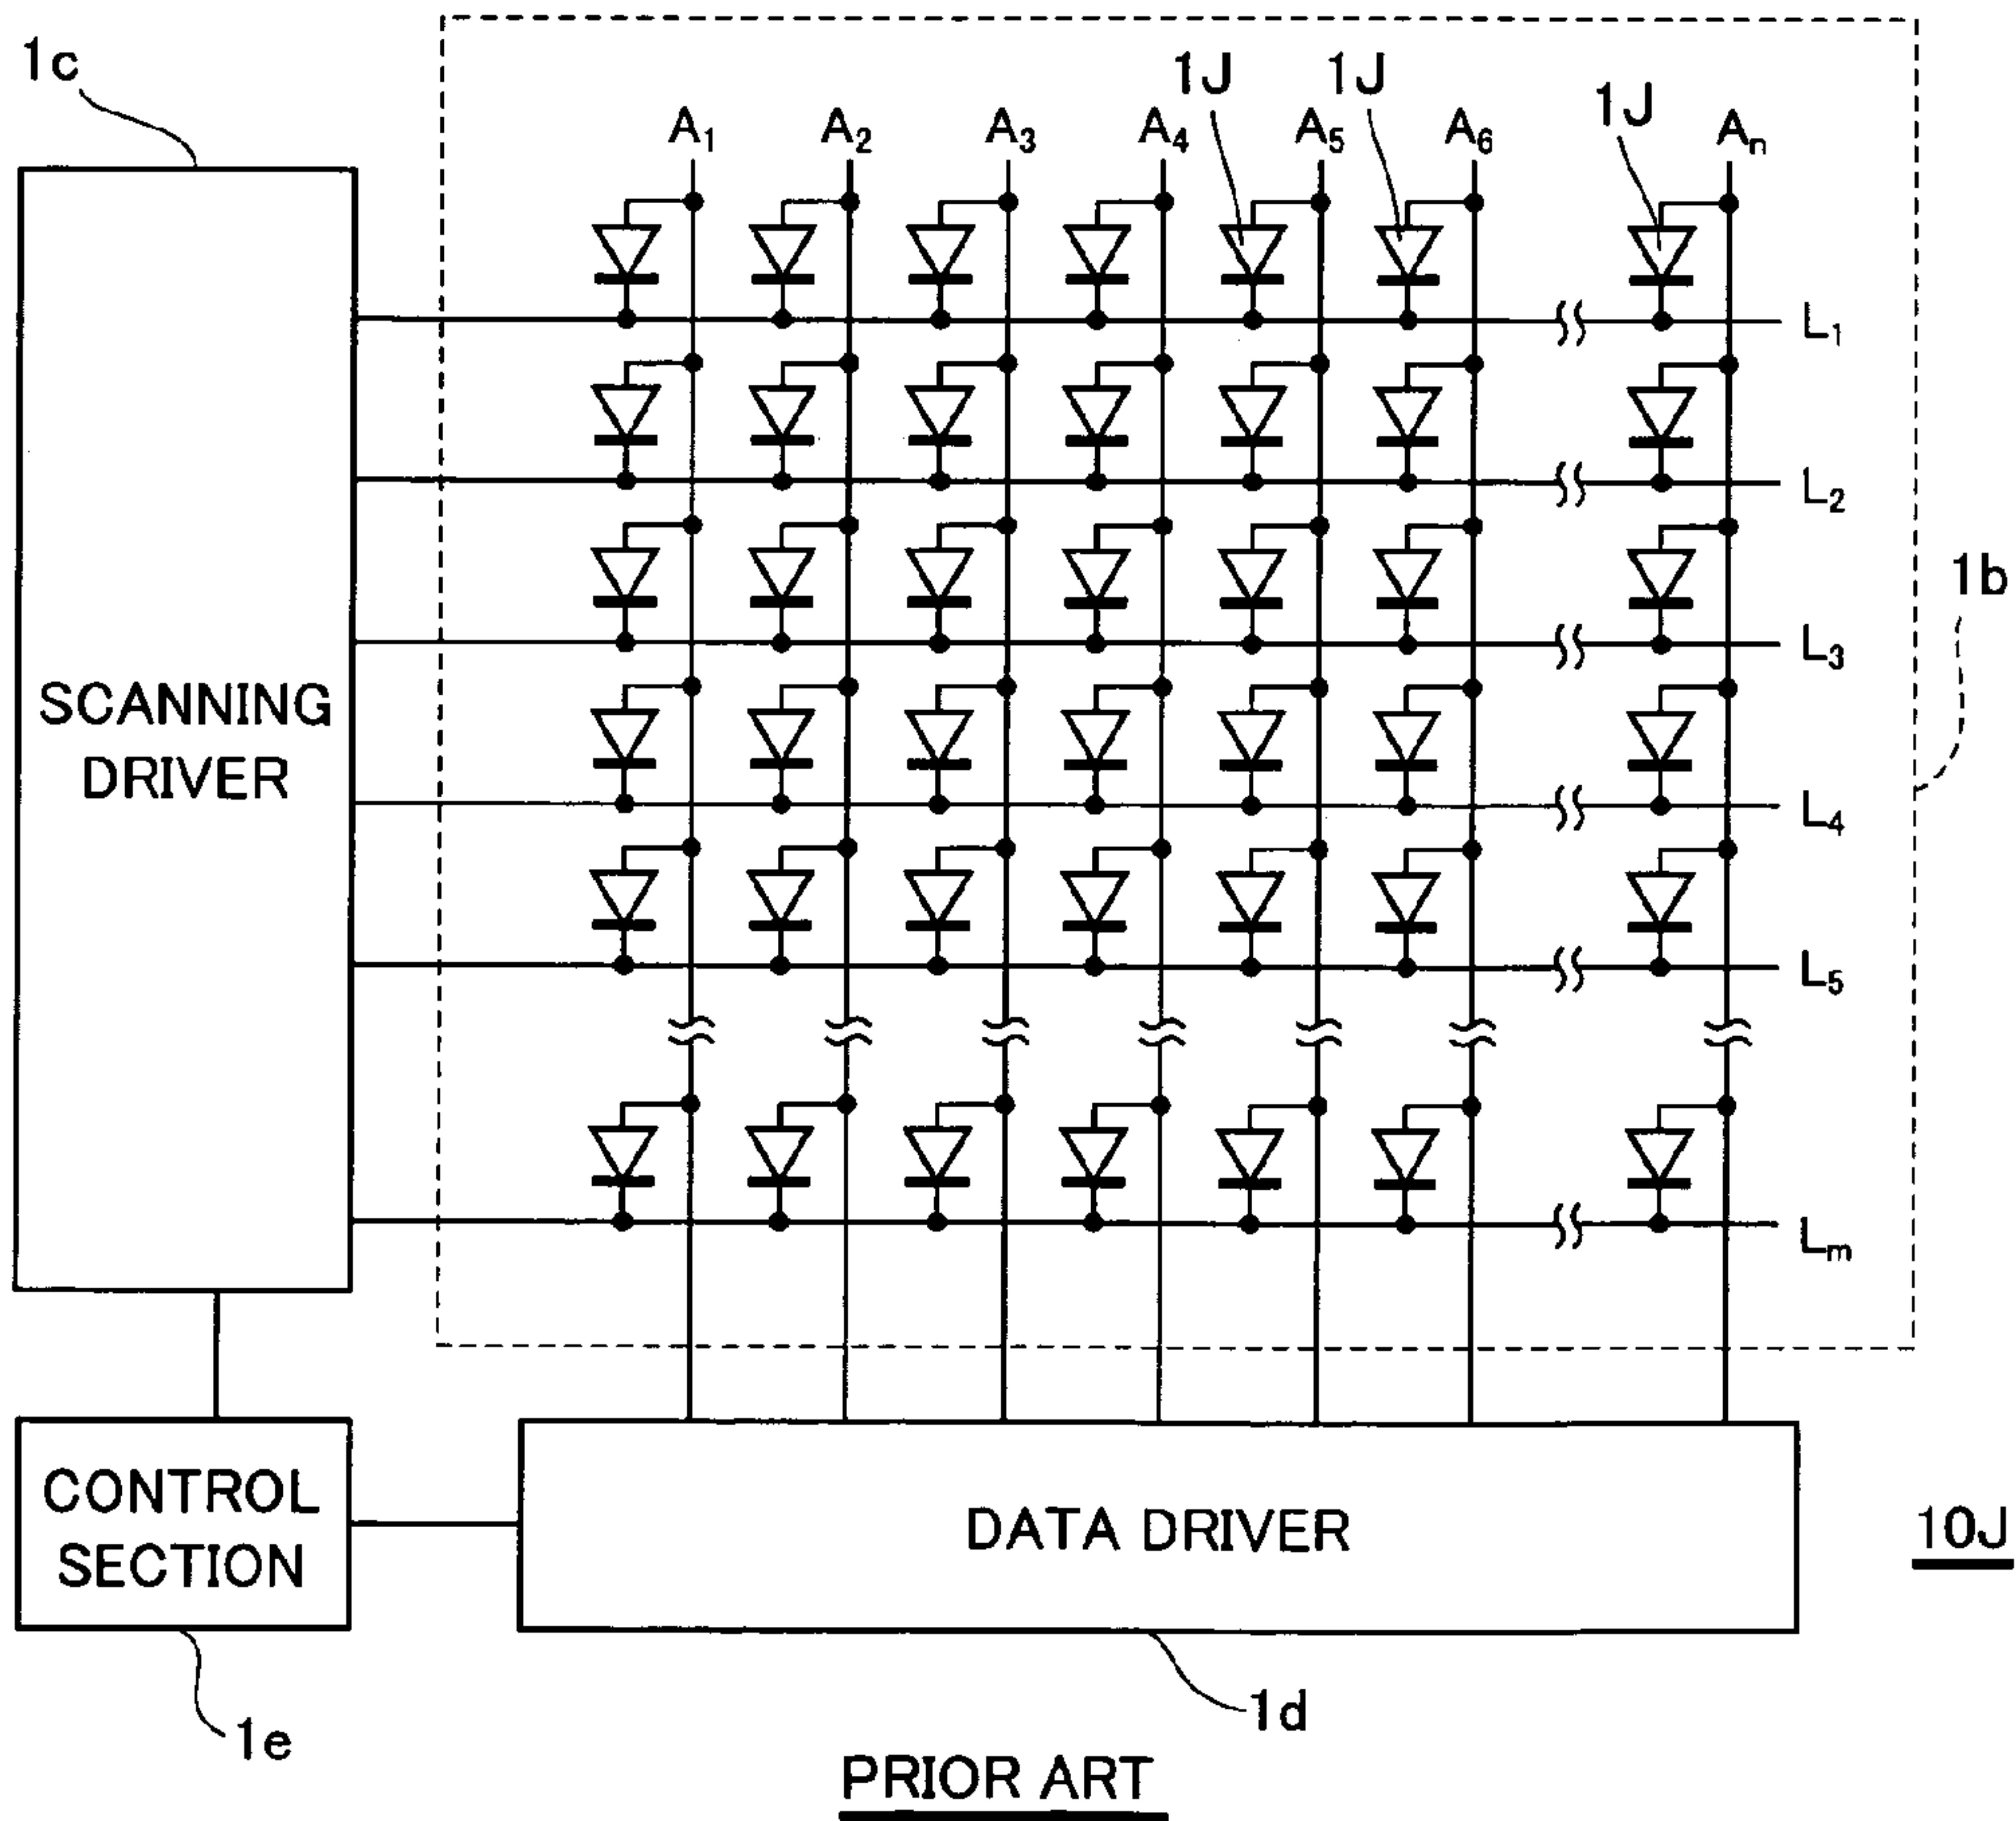 1c
1J 1J 1J
A1 A2 A3 A4 A5 A6 An
L1
L2
1b
L3
SCANNING
DRIVER
L4
L5
Lm
CONTROL
SECTION
DATA DRIVER
10J
1d
1e
PRIOR ART